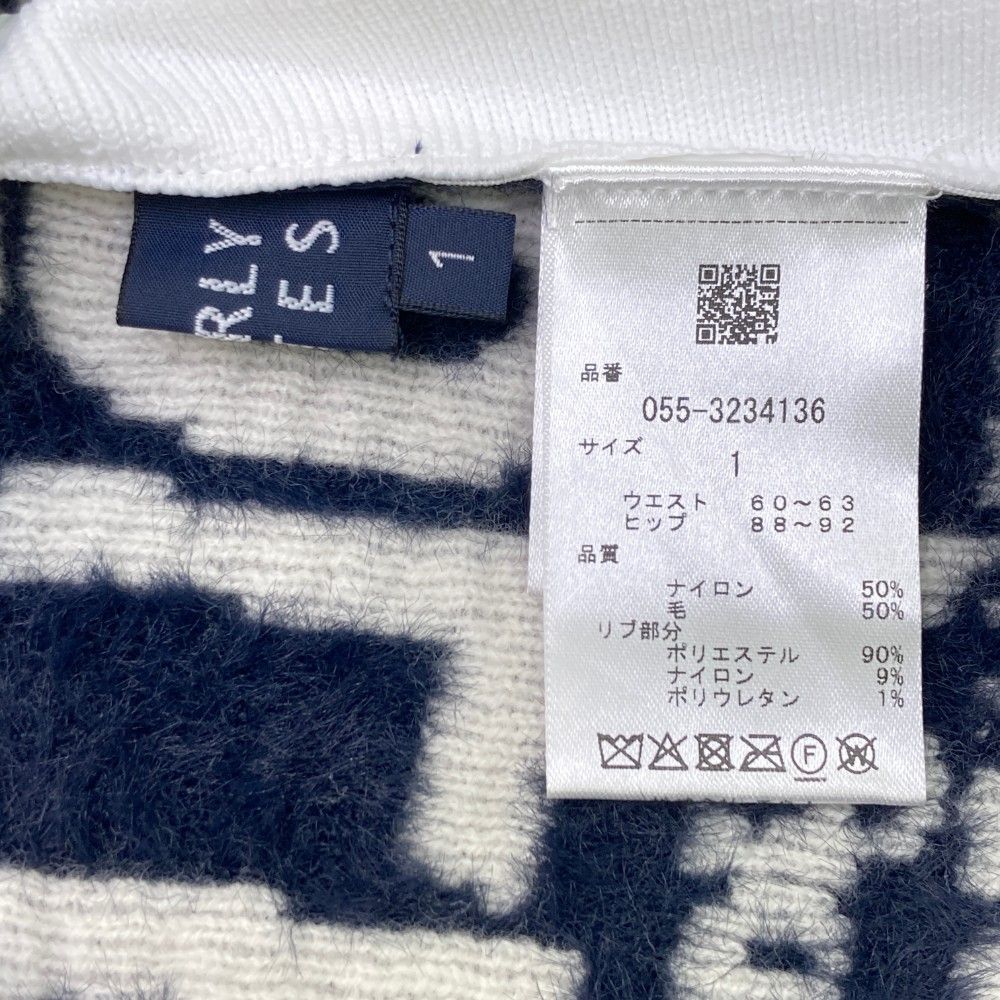 RLY
ES
1
品番
055-3234136
サイズ
1
ウエスト 60～63
ヒップ 88～92
品質
ナイロン 50%
毛 50%
リブ部分
ポリエステル 90%
ナイロン 9%
ポリウレタン 1%
F
W